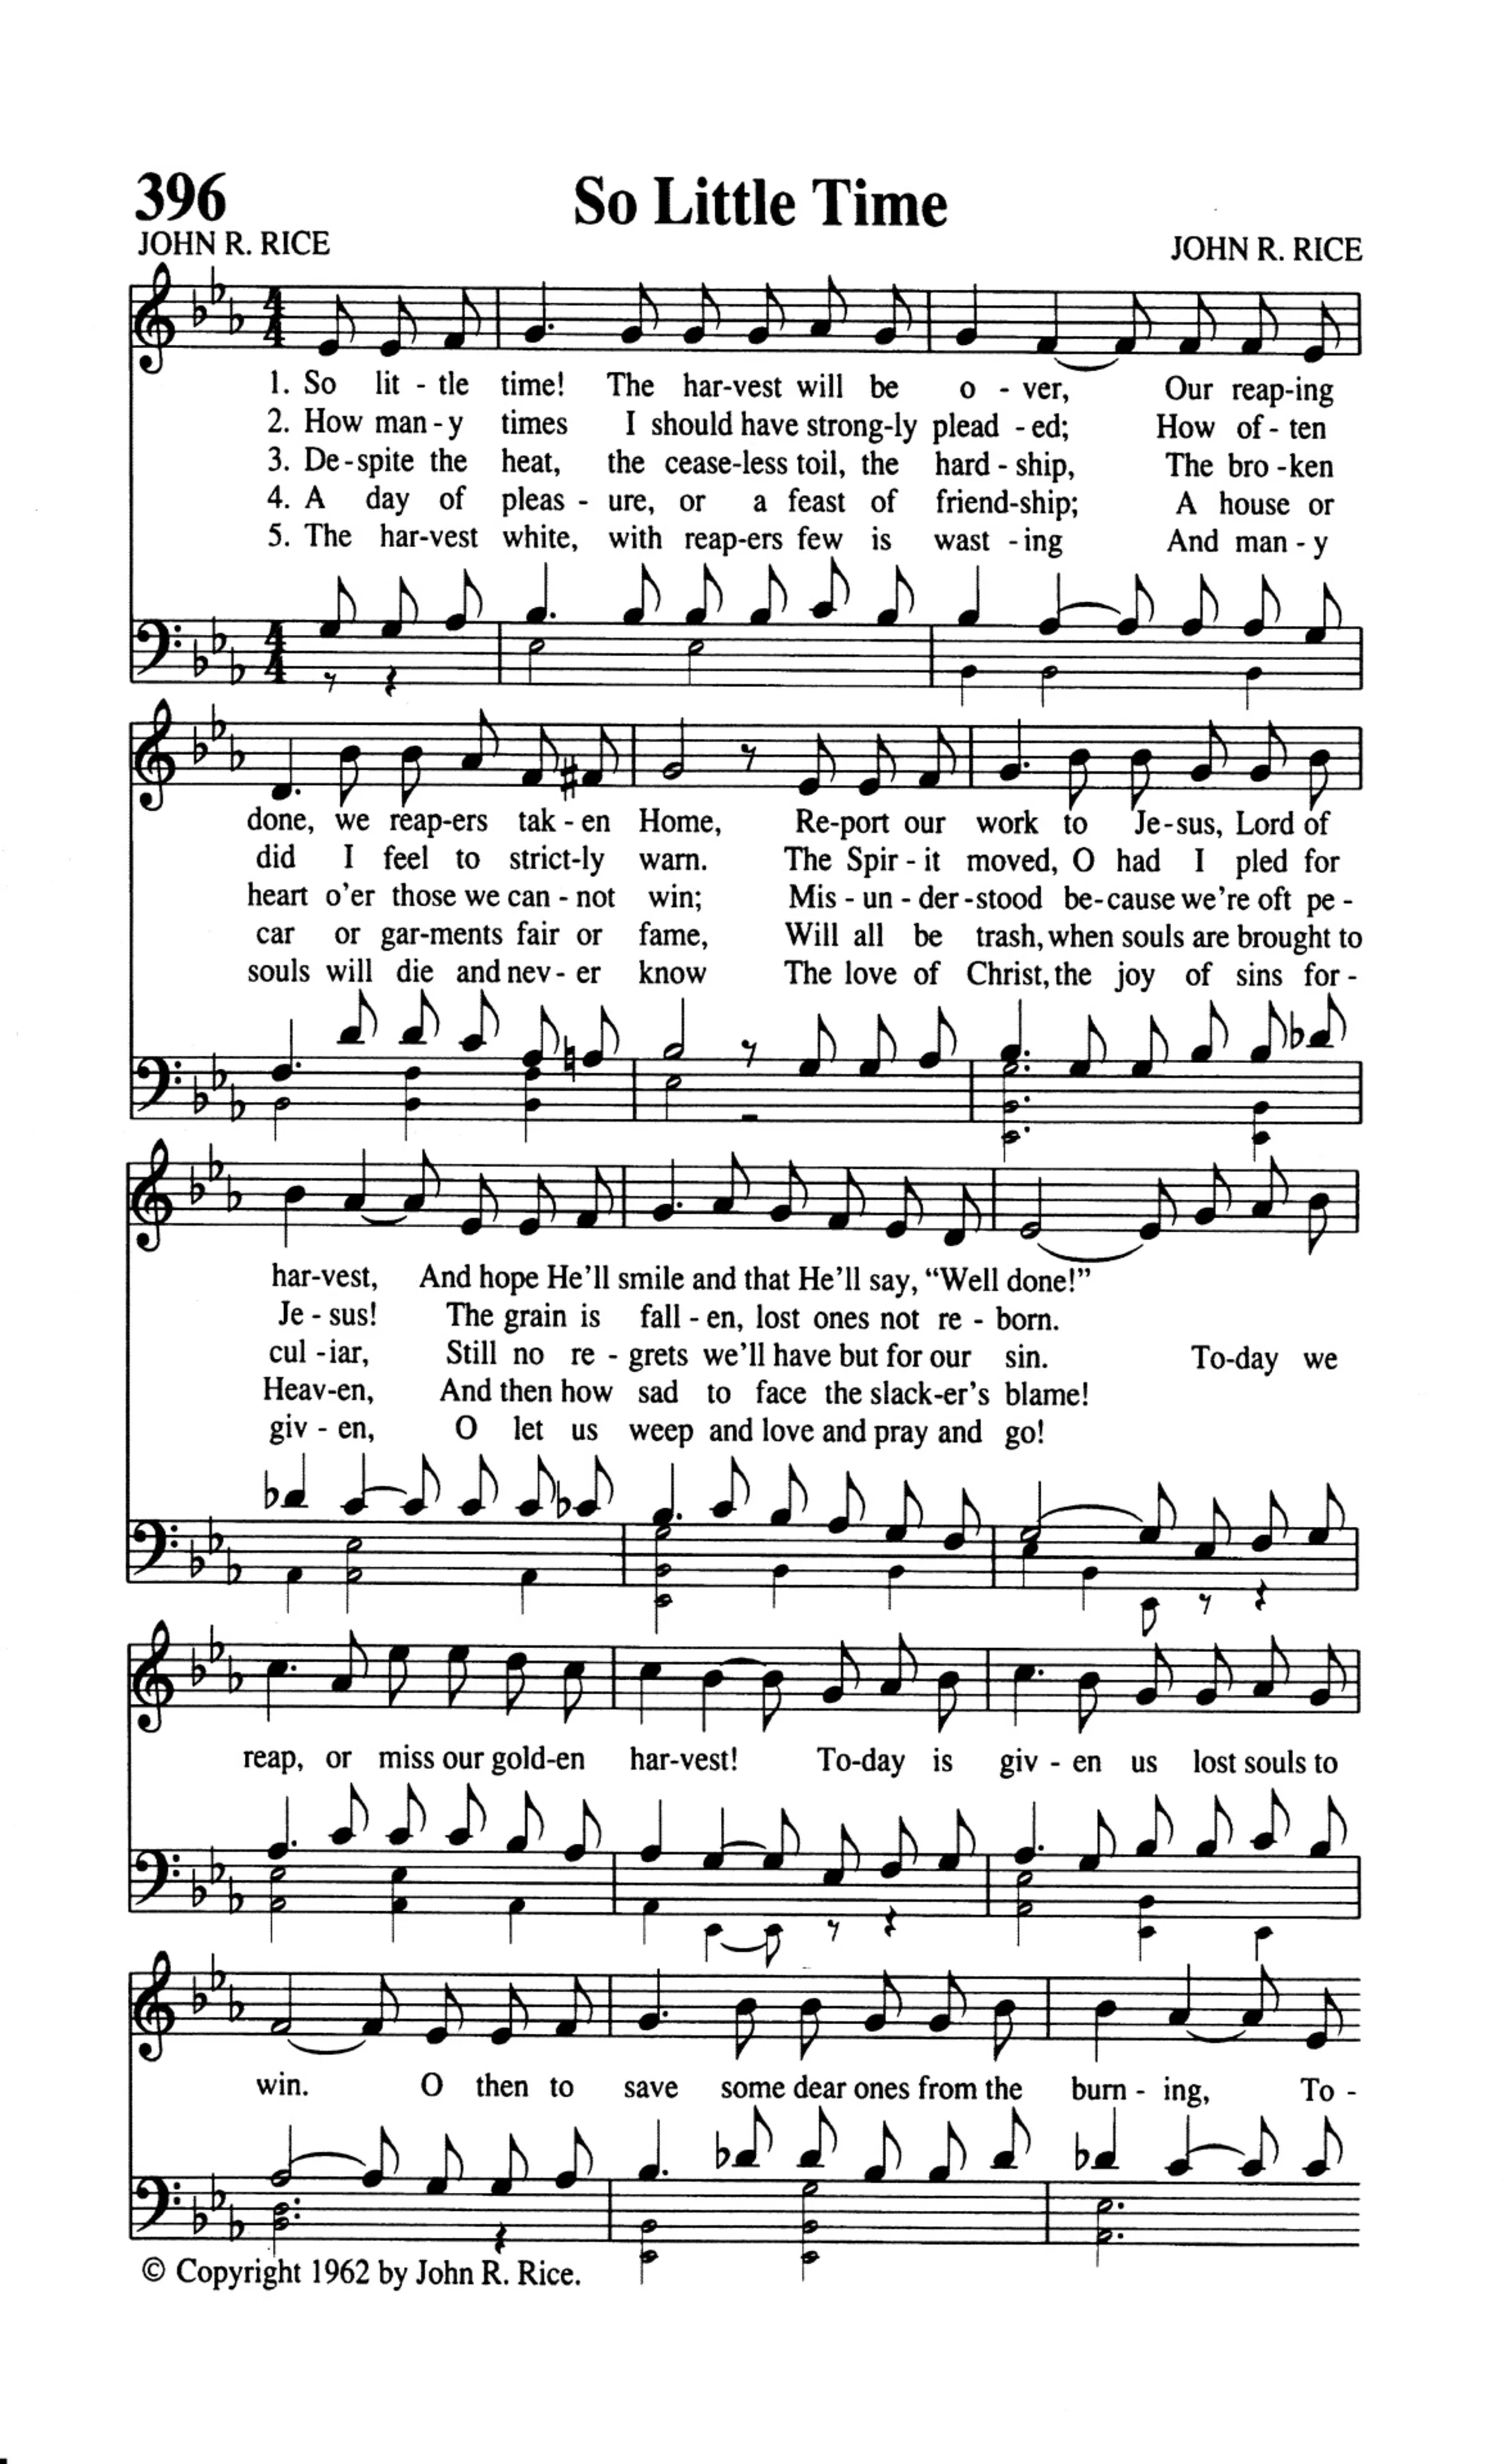 396 So Little Time
JOHN R. RICE JOHN R. RICE
4/4
1. So lit - tle time! The har-vest will be o - ver, Our reap-ing
2. How man - y times I should have strong-ly plead - ed; How of - ten
3. De - spite the heat, the cease-less toil, the hard - ship, The bro - ken
4. A day of pleas - ure, or a feast of friend-ship; A house or
5. The har-vest white, with reap-ers few is wast - ing And man - y
4/4
done, we reap-ers tak - en Home, Re-port our work to Je-sus, Lord of
did I feel to strict-ly warn. The Spir - it moved, O had I pled for
heart o'er those we can - not win; Mis - un - der - stood be-cause we're oft pe -
car or gar-ments fair or fame, Will all be trash, when souls are brought to
souls will die and nev - er know The love of Christ, the joy of sins for -
har-vest, And hope He'll smile and that He'll say, “Well done!”
Je - sus! The grain is fall - en, lost ones not re - born.
cul - iar, Still no re - grets we'll have but for our sin. To-day we
Heav-en, And then how sad to face the slack-er's blame!
giv - en, O let us weep and love and pray and go!
reap, or miss our gold-en har-vest! To-day is giv - en us lost souls to
win. O then to save some dear ones from the burn - ing, To -
© Copyright 1962 by John R. Rice.